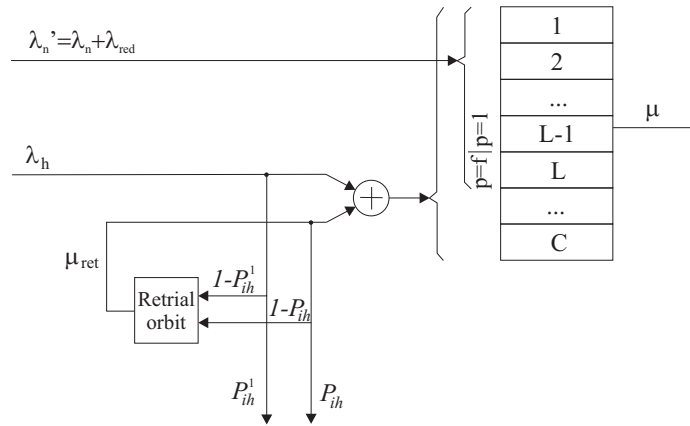 λn'=λn+λred
λh
μret
Retrial
orbit
1-P¹ih
1-Pih
P¹ih
Pih
p=f|p=1
1
2
...
L-1
L
...
C
μ